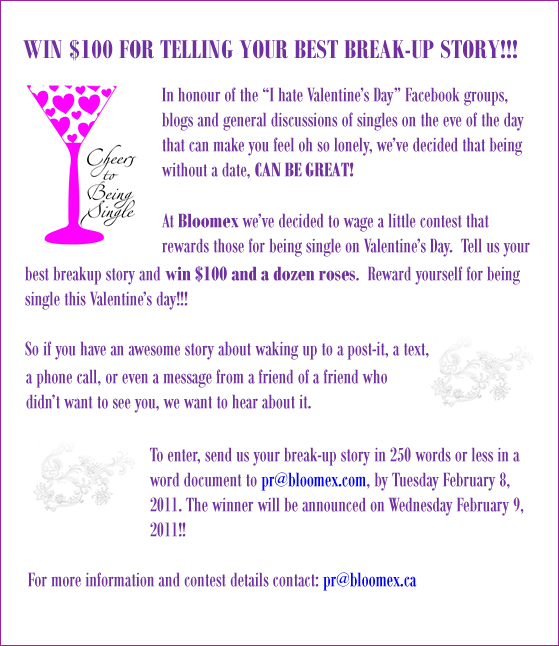 WIN $100 FOR TELLING YOUR BEST BREAK-UP STORY!!!
In honour of the “I hate Valentine’s Day” Facebook groups,
blogs and general discussions of singles on the eve of the day
that can make you feel oh so lonely, we’ve decided that being
without a date, CAN BE GREAT!
Cheers
to
Being
Single
At Bloomex we’ve decided to wage a little contest that
rewards those for being single on Valentine’s Day. Tell us your
best breakup story and win $100 and a dozen roses. Reward yourself for being
single this Valentine’s day!!!
So if you have an awesome story about waking up to a post-it, a text,
a phone call, or even a message from a friend of a friend who
didn’t want to see you, we want to hear about it.
To enter, send us your break-up story in 250 words or less in a
word document to pr@bloomex.com, by Tuesday February 8,
2011. The winner will be announced on Wednesday February 9,
2011!!
For more information and contest details contact: pr@bloomex.ca